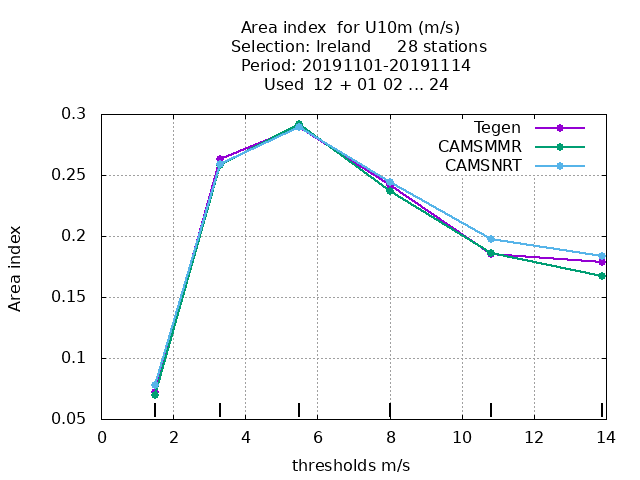 Area index  for U10m (m/s)
Selection: Ireland     28 stations
Period: 20191101-20191114
Used  12 + 01 02 ... 24
Tegen
CAMSMMR
CAMSNRT
Area index
0.3
0.25
0.2
0.15
0.1
0.05
0 2 4 6 8 10 12 14
thresholds m/s